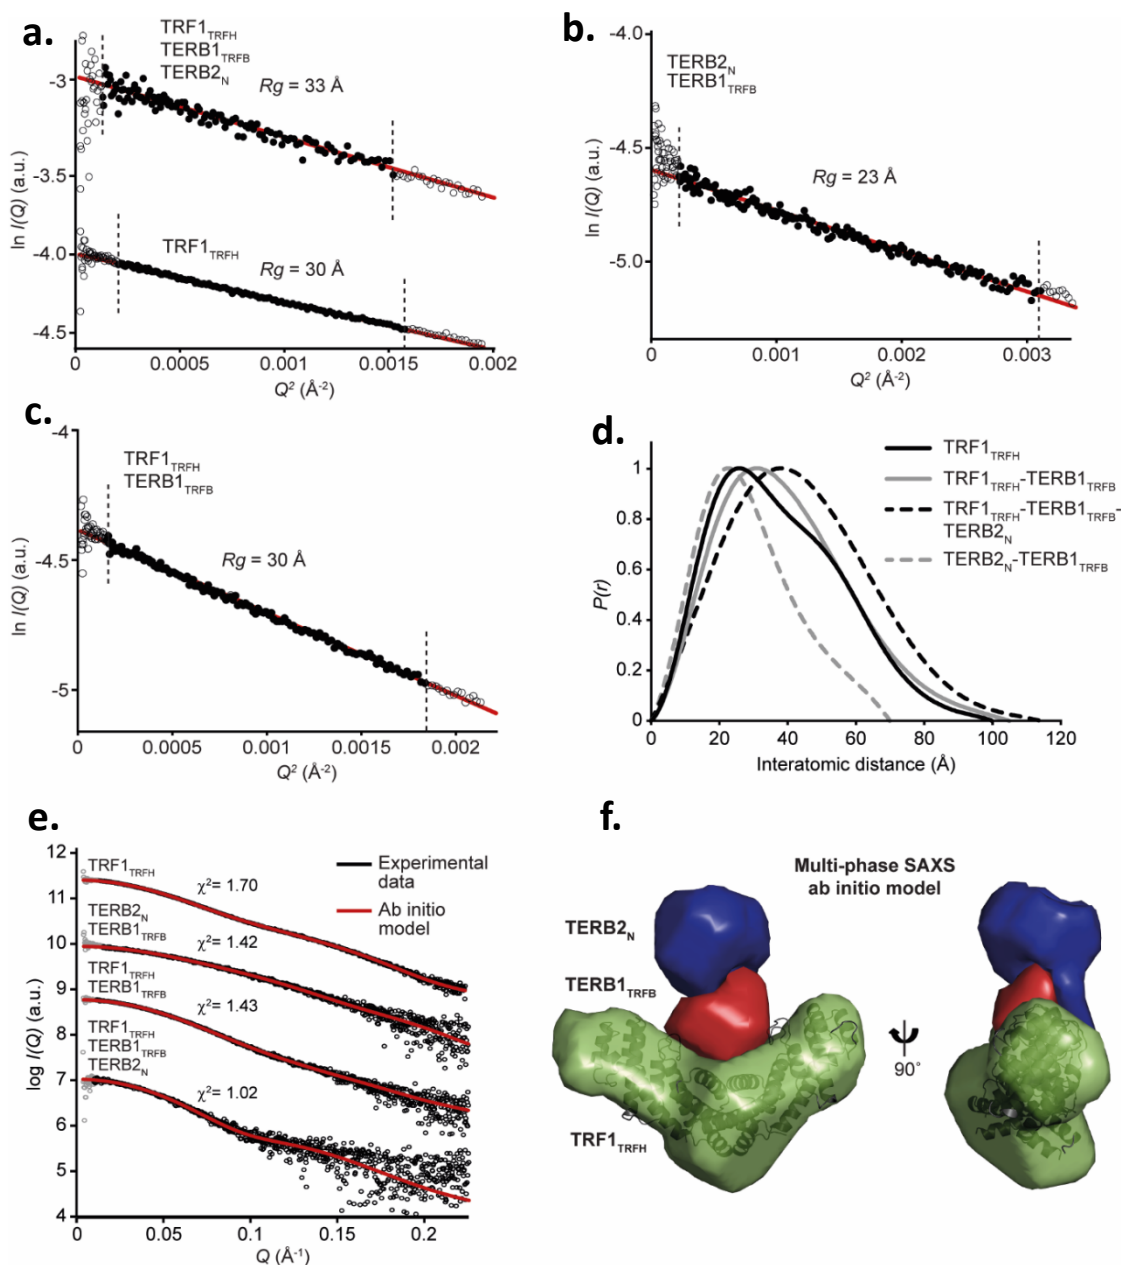 a.
TRF1TRFH
TERB1TRFB
TERB2N
Rg = 33 Å
-3
-3.5
-4.0
-4.5
ln I(Q) (a.u.)
TRF1TRFH
Rg = 30 Å
0
0.0005
0.001
0.0015
0.002
Q² (Å⁻²)
b.
TERB2N
TERB1TRFB
Rg = 23 Å
-4.0
-4.5
-5.0
ln I(Q) (a.u.)
0
0.001
0.002
0.003
Q² (Å⁻²)
c.
TRF1TRFH
TERB1TRFB
Rg = 30 Å
-4
-4.5
-5
ln I(Q) (a.u.)
0
0.0005
0.001
0.0015
0.002
Q² (Å⁻²)
d.
TRF1TRFH
TRF1TRFH-TERB1TRFB
TRF1TRFH-TERB1TRFB-
TERB2N
TERB2N-TERB1TRFB
1
0.8
0.6
0.4
0.2
0
P(r)
0
20
40
60
80
100
120
Interatomic distance (Å)
e.
12
11
10
9
8
7
6
5
4
log I(Q) (a.u.)
TRF1TRFH
χ²= 1.70
TERB2N
TERB1TRFB
χ²= 1.42
TRF1TRFH
TERB1TRFB
χ²= 1.43
TRF1TRFH
TERB1TRFB
TERB2N
χ²= 1.02
Experimental
data
Ab initio
model
0
0.05
0.1
0.15
0.2
Q (Å⁻¹)
f.
Multi-phase SAXS
ab initio model
TERB2N
TERB1TRFB
TRF1TRFH
90°